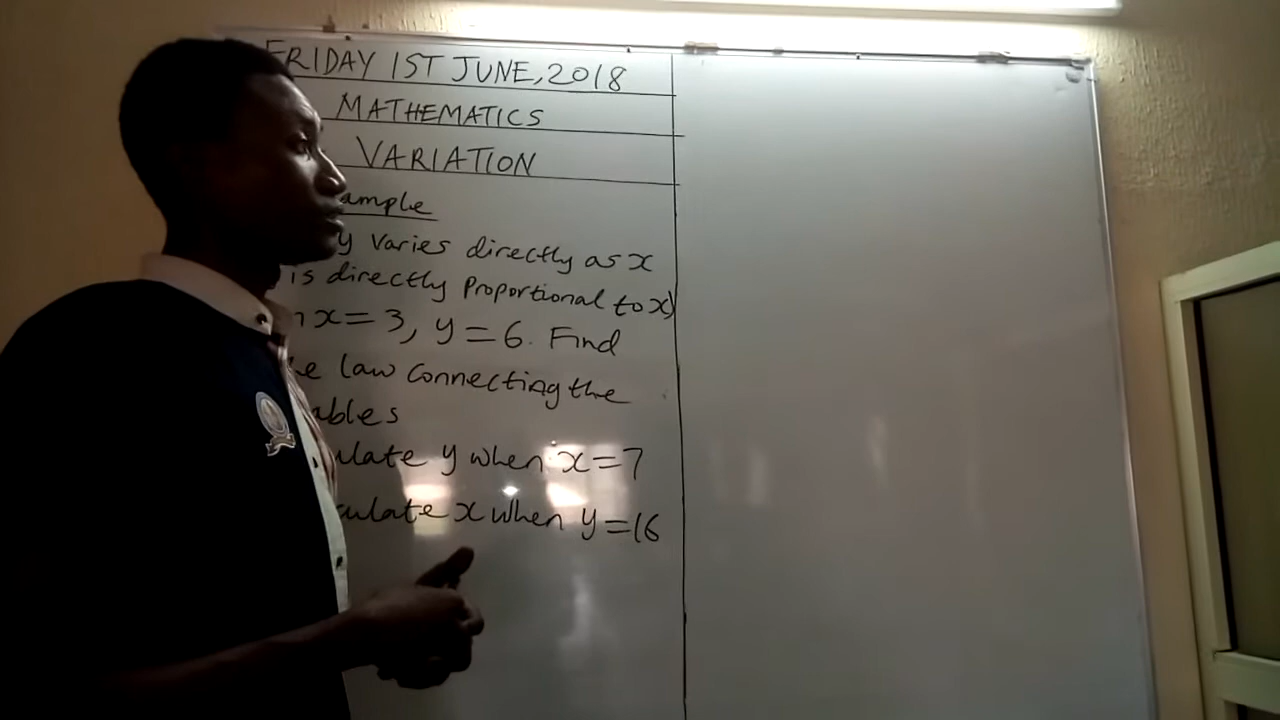 FRIDAY 1ST JUNE, 2018
MATHEMATICS
VARIATION
ample
y varies directly as x
is directly proportional to x)
x = 3, y = 6. Find
law connecting the
ables
ulate y when x = 7
culate x when y = 16